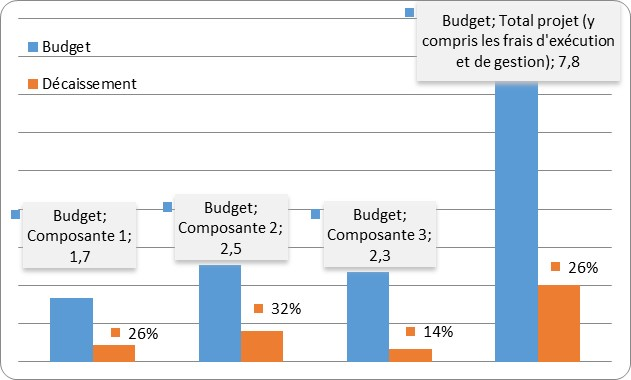 Budget; Total projet (y
compris les frais d'exécution
et de gestion); 7,8
Budget
Décaissement
Budget;
Composante 1;
1,7
Budget;
Composante 2;
2,5
Budget;
Composante 3;
2,3
26%
32%
14%
26%